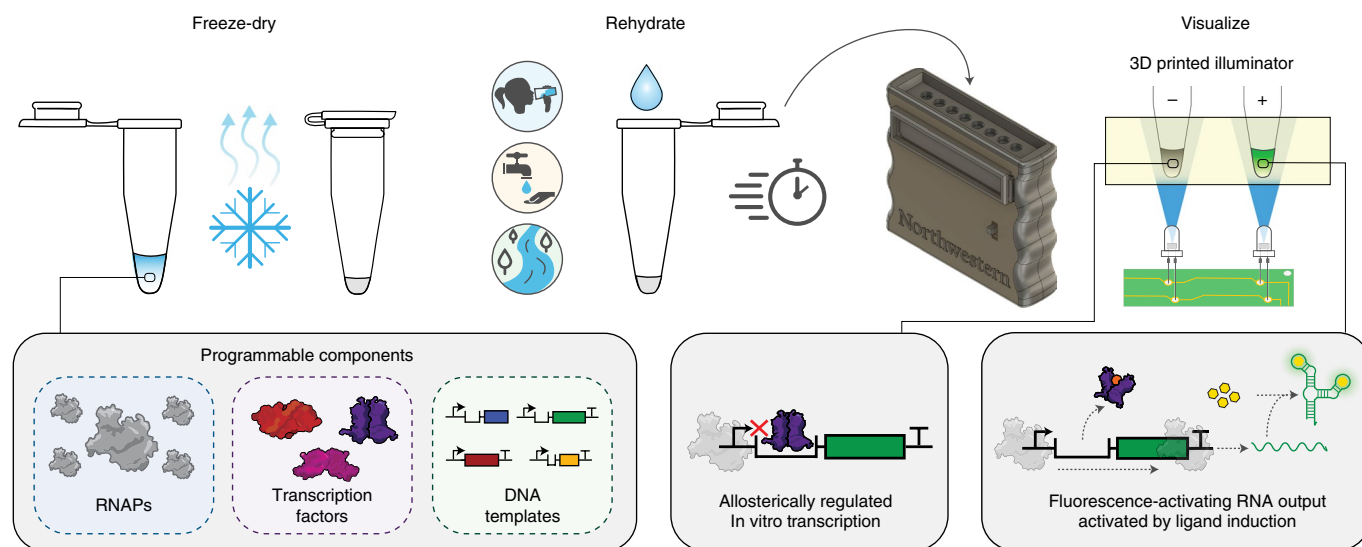 Freeze-dry
Rehydrate
Visualize
3D printed illuminator
−
+
Northwestern
Programmable components
RNAPs
Transcription
factors
DNA
templates
Allosterically regulated
In vitro transcription
Fluorescence-activating RNA output
activated by ligand induction